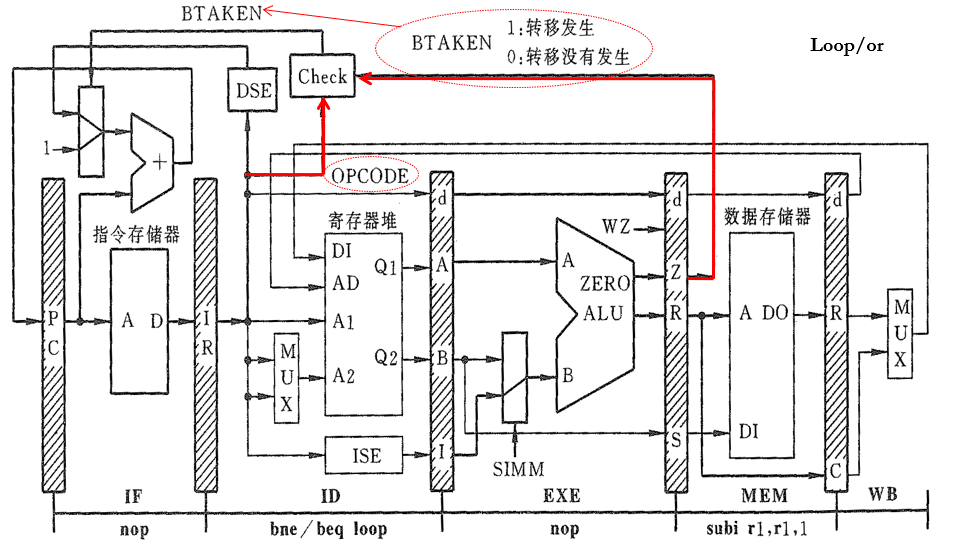 BTAKEN
BTAKEN 1:转移发生
0:转移没有发生
Loop/or
Check
DSE
1
+
OPCODE
指令存储器
寄存器堆
数据存储器
d
d
d
WZ
DI
Q1
A
A
Z
AD
ZERO
P
C
A D
I
R
A1
ALU
R
A DO
R
M
U
X
M
U
X
A2
Q2
B
B
ISE
I
SIMM
S
DI
C
IF
ID
EXE
MEM
WB
nop
bne/beq loop
nop
subi r1,r1,1